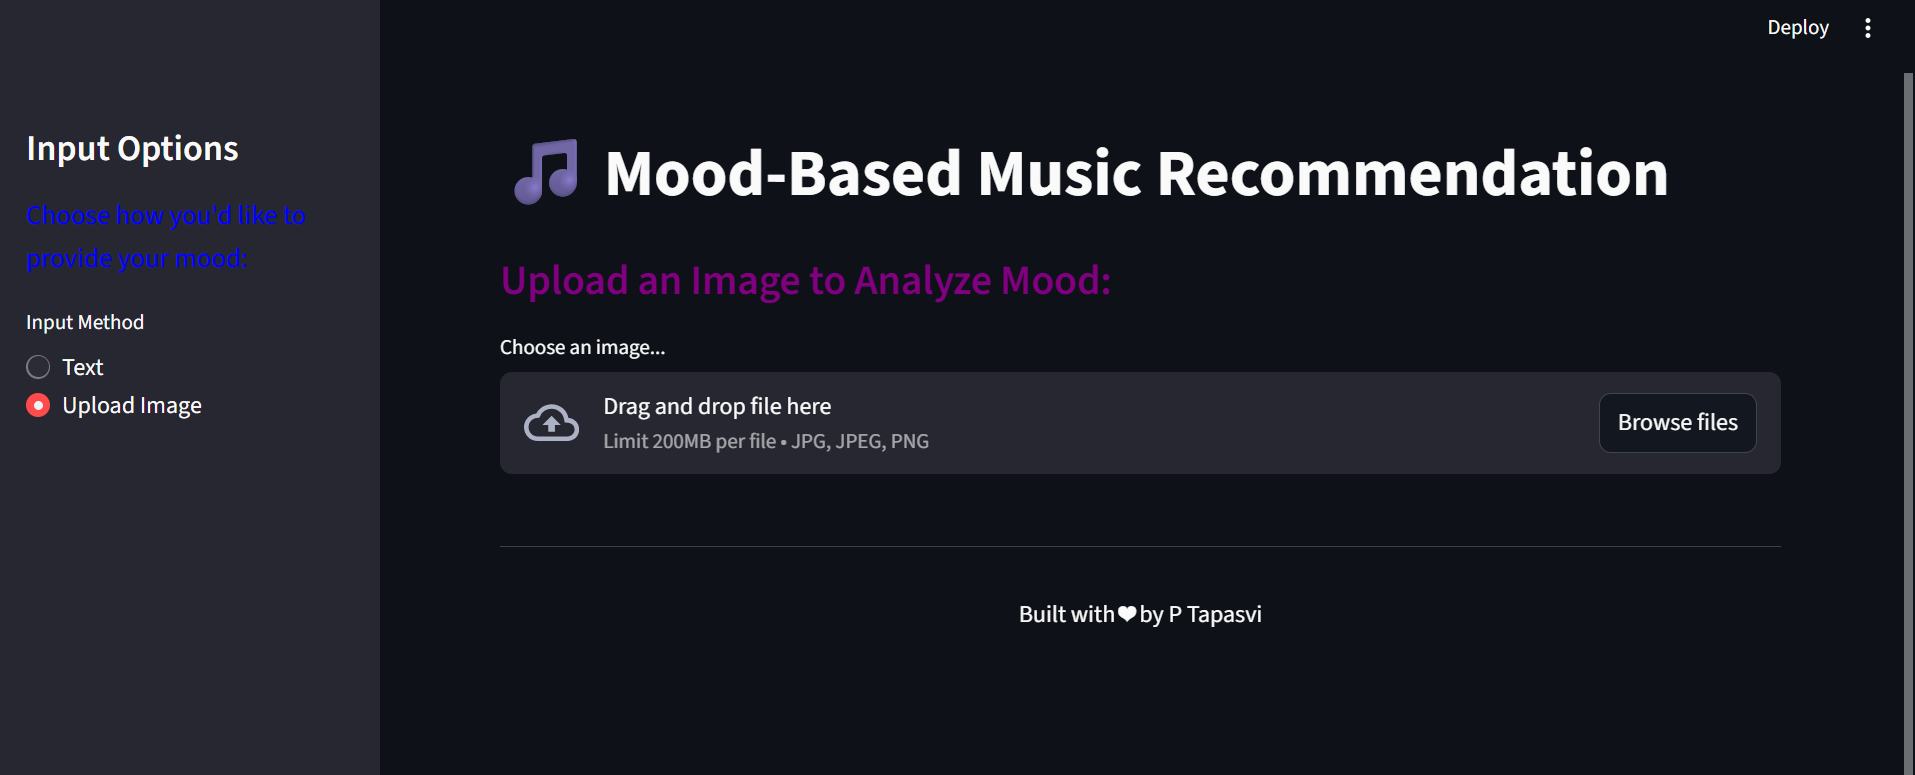 Deploy
Input Options
Choose how you'd like to
provide your mood:
Input Method
Text
Upload Image
🎵 Mood-Based Music Recommendation
Upload an Image to Analyze Mood:
Choose an image...
Drag and drop file here
Limit 200MB per file • JPG, JPEG, PNG
Browse files
Built with❤by P Tapasvi